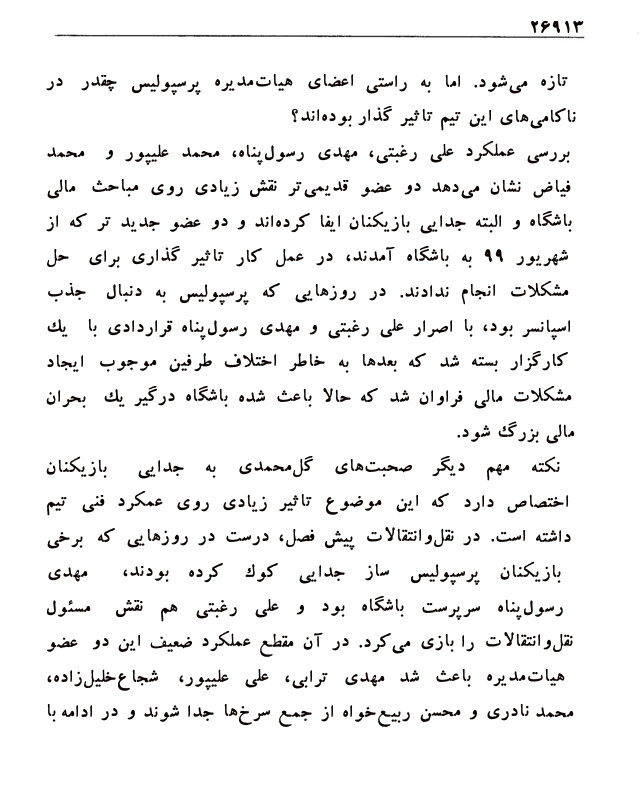 ۲۶۹۱۳
تازه می‌شود. اما به راستی اعضای هیات‌مدیره پرسپولیس چقدر در
ناکامی‌های این تیم تاثیر گذار بوده‌اند؟
بررسی عملکرد علی رغبتی، مهدی رسول‌پناه، محمد علیپور و محمد
فیاض نشان می‌دهد دو عضو قدیمی‌تر نقش زیادی روی مباحث مالی
باشگاه و البته جدایی بازیکنان ایفا کرده‌اند و دو عضو جدید تر که از
شهریور ۹۹ به باشگاه آمدند، در عمل کار تاثیر گذاری برای حل
مشکلات انجام ندادند. در روزهایی که پرسپولیس به دنبال جذب
اسپانسر بود، با اصرار علی رغبتی و مهدی رسول‌پناه قراردادی با یك
کارگزار بسته شد که بعدها به خاطر اختلاف طرفین موجوب ایجاد
مشکلات مالی فراوان شد که حالا باعث شده باشگاه درگیر یك بحران
مالی بزرگ شود.
نکته مهم دیگر صحبت‌های گل‌محمدی به جدایی بازیکنان
اختصاص دارد که این موضوع تاثیر زیادی روی عمکرد فنی تیم
داشته است. در نقل‌وانتقالات پیش فصل، درست در روزهایی که برخی
بازیکنان پرسپولیس ساز جدایی کوك کرده بودند، مهدی
رسول‌پناه سرپرست باشگاه بود و علی رغبتی هم نقش مسئول
نقل‌وانتقالات را بازی می‌کرد. در آن مقطع عملکرد ضعیف این دو عضو
هیات‌مدیره باعث شد مهدی ترابی، علی علیپور، شجاع‌خلیل‌زاده،
محمد نادری و محسن ربیع‌خواه از جمع سرخ‌ها جدا شوند و در ادامه با